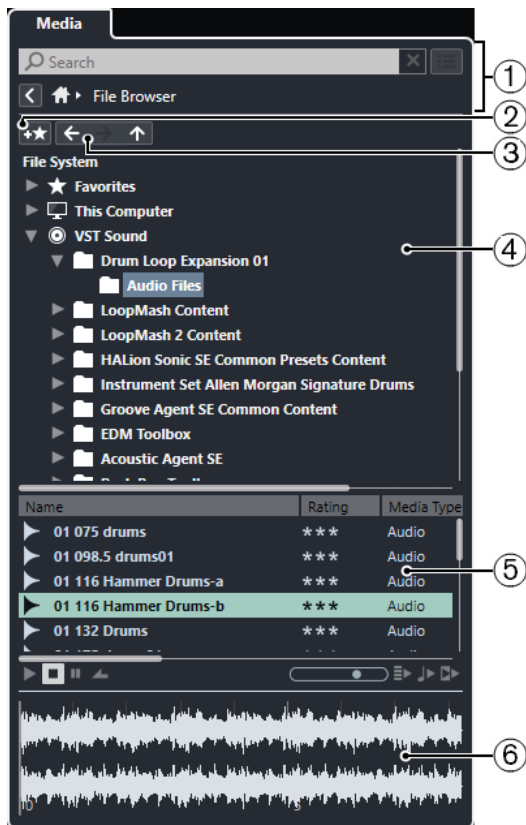 Media
Search
File Browser
1
2
3
File System
Favorites
This Computer
VST Sound
4
Drum Loop Expansion 01
Audio Files
LoopMash Content
LoopMash 2 Content
HALion Sonic SE Common Presets Content
Instrument Set Allen Morgan Signature Drums
Groove Agent SE Common Content
EDM Toolbox
Acoustic Agent SE
Name Rating Media Type
01 075 drums *** Audio
01 098.5 drums01 *** Audio
01 116 Hammer Drums-a *** Audio
5
01 116 Hammer Drums-b *** Audio
01 132 Drums *** Audio
6
0 5